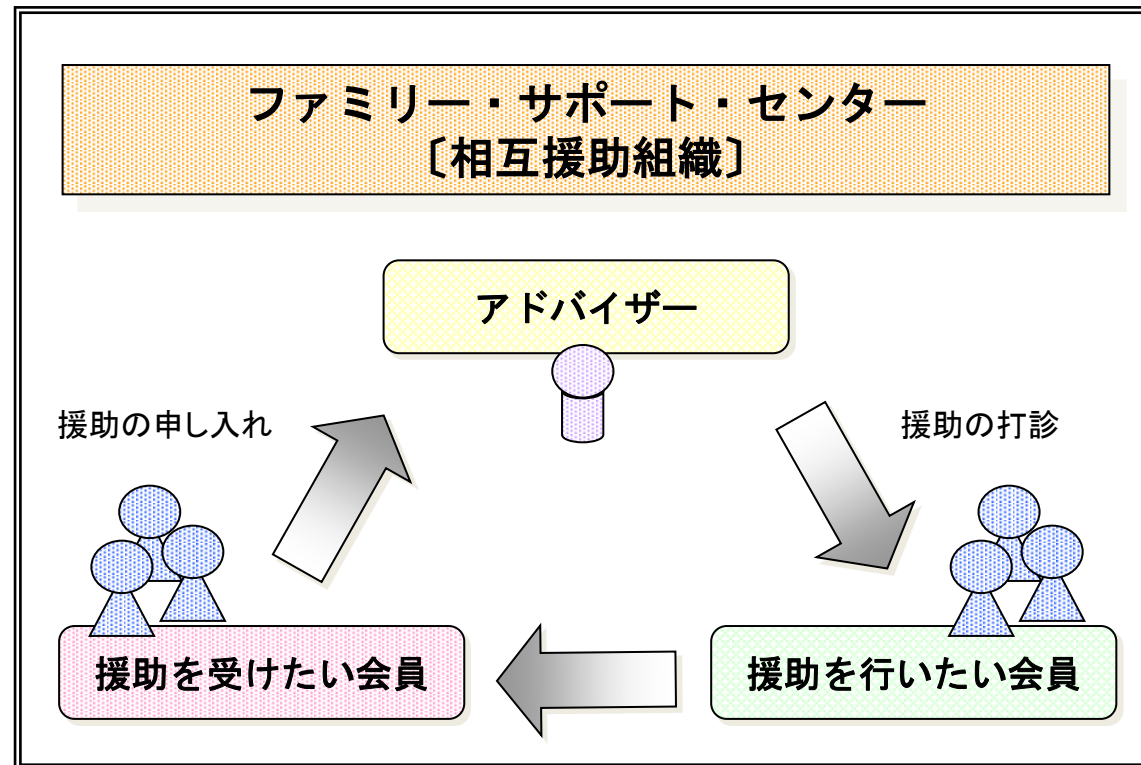 ファミリー・サポート・センター
〔相互援助組織〕
アドバイザー
援助の申し入れ
援助の打診
援助を受けたい会員
援助を行いたい会員